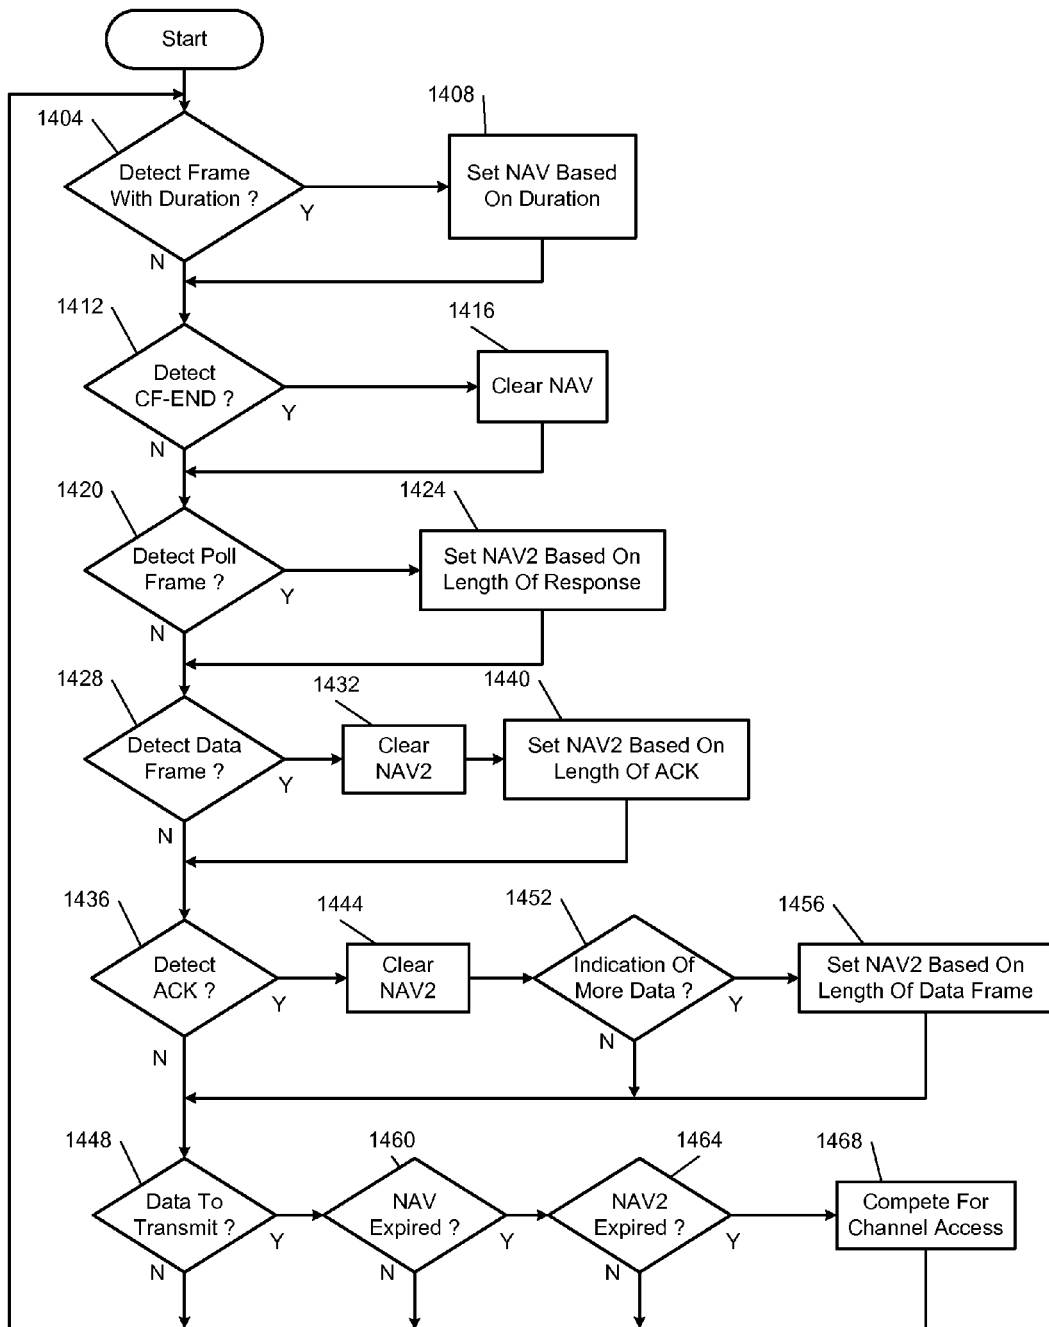 Start
1404
Detect Frame
With Duration ?
Y
N
1408
Set NAV Based
On Duration
1412
Detect
CF-END ?
Y
N
1416
Clear NAV
1420
Detect Poll
Frame ?
Y
N
1424
Set NAV2 Based On
Length Of Response
1428
Detect Data
Frame ?
Y
N
1432
Clear
NAV2
1440
Set NAV2 Based On
Length Of ACK
1436
Detect
ACK ?
Y
N
1444
Clear
NAV2
1452
Indication Of
More Data ?
Y
N
1456
Set NAV2 Based On
Length Of Data Frame
1448
Data To
Transmit ?
Y
N
1460
NAV
Expired ?
Y
N
1464
NAV2
Expired ?
Y
N
1468
Compete For
Channel Access